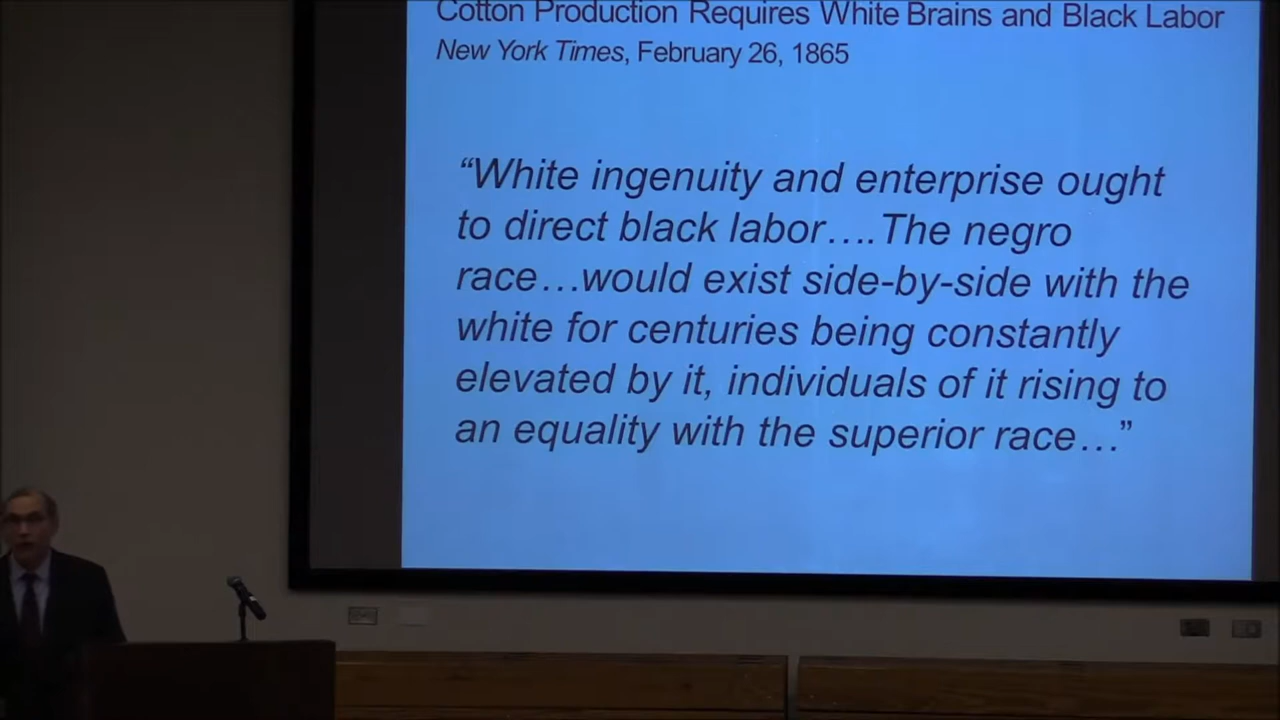 Cotton Production Requires White Brains and Black Labor
New York Times, February 26, 1865
“White ingenuity and enterprise ought
to direct black labor….The negro
race…would exist side-by-side with the
white for centuries being constantly
elevated by it, individuals of it rising to
an equality with the superior race…”